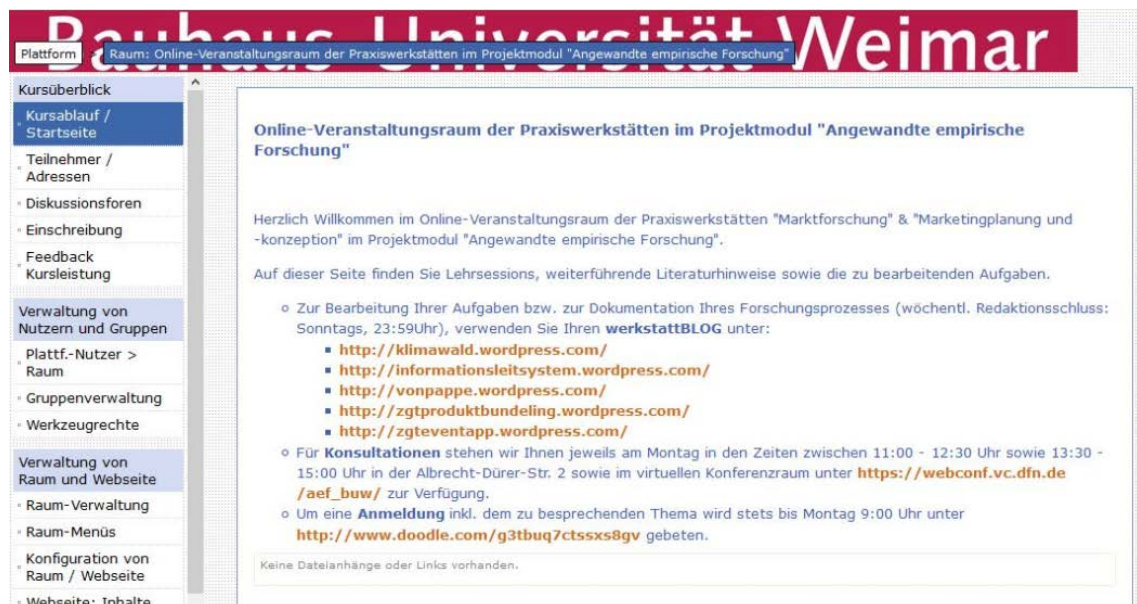 Bauhaus-Universität Weimar
Plattform > Raum: Online-Veranstaltungsraum der Praxiswerkstätten im Projektmodul "Angewandte empirische Forschung"
Kursüberblick
Kursablauf /
Startseite
Teilnehmer /
Adressen
Diskussionsforen
Einschreibung
Feedback
Kursleistung
Verwaltung von
Nutzern und Gruppen
Plattf.-Nutzer >
Raum
Gruppenverwaltung
Werkzeugrechte
Verwaltung von
Raum und Webseite
Raum-Verwaltung
Raum-Menüs
Konfiguration von
Raum / Webseite
Webseite: Inhalte
Online-Veranstaltungsraum der Praxiswerkstätten im Projektmodul "Angewandte empirische
Forschung"
Herzlich Willkommen im Online-Veranstaltungsraum der Praxiswerkstätten "Marktforschung" & "Marketingplanung und
-konzeption" im Projektmodul "Angewandte empirische Forschung".
Auf dieser Seite finden Sie Lehrsessions, weiterführende Literaturhinweise sowie die zu bearbeitenden Aufgaben.
Zur Bearbeitung Ihrer Aufgaben bzw. zur Dokumentation Ihres Forschungsprozesses (wöchentl. Redaktionsschluss:
Sonntags, 23:59Uhr), verwenden Sie Ihren werkstattBLOG unter:
http://klimawald.wordpress.com/
http://informationsleitsystem.wordpress.com/
http://vonpappe.wordpress.com/
http://zgtproduktbundeling.wordpress.com/
http://zgteventapp.wordpress.com/
Für Konsultationen stehen wir Ihnen jeweils am Montag in den Zeiten zwischen 11:00 - 12:30 Uhr sowie 13:30 -
15:00 Uhr in der Albrecht-Dürer-Str. 2 sowie im virtuellen Konferenzraum unter https://webconf.vc.dfn.de
/aef_buw/ zur Verfügung.
Um eine Anmeldung inkl. dem zu besprechenden Thema wird stets bis Montag 9:00 Uhr unter
http://www.doodle.com/g3tbuq7ctssxs8gv gebeten.
Keine Dateianhänge oder Links vorhanden.